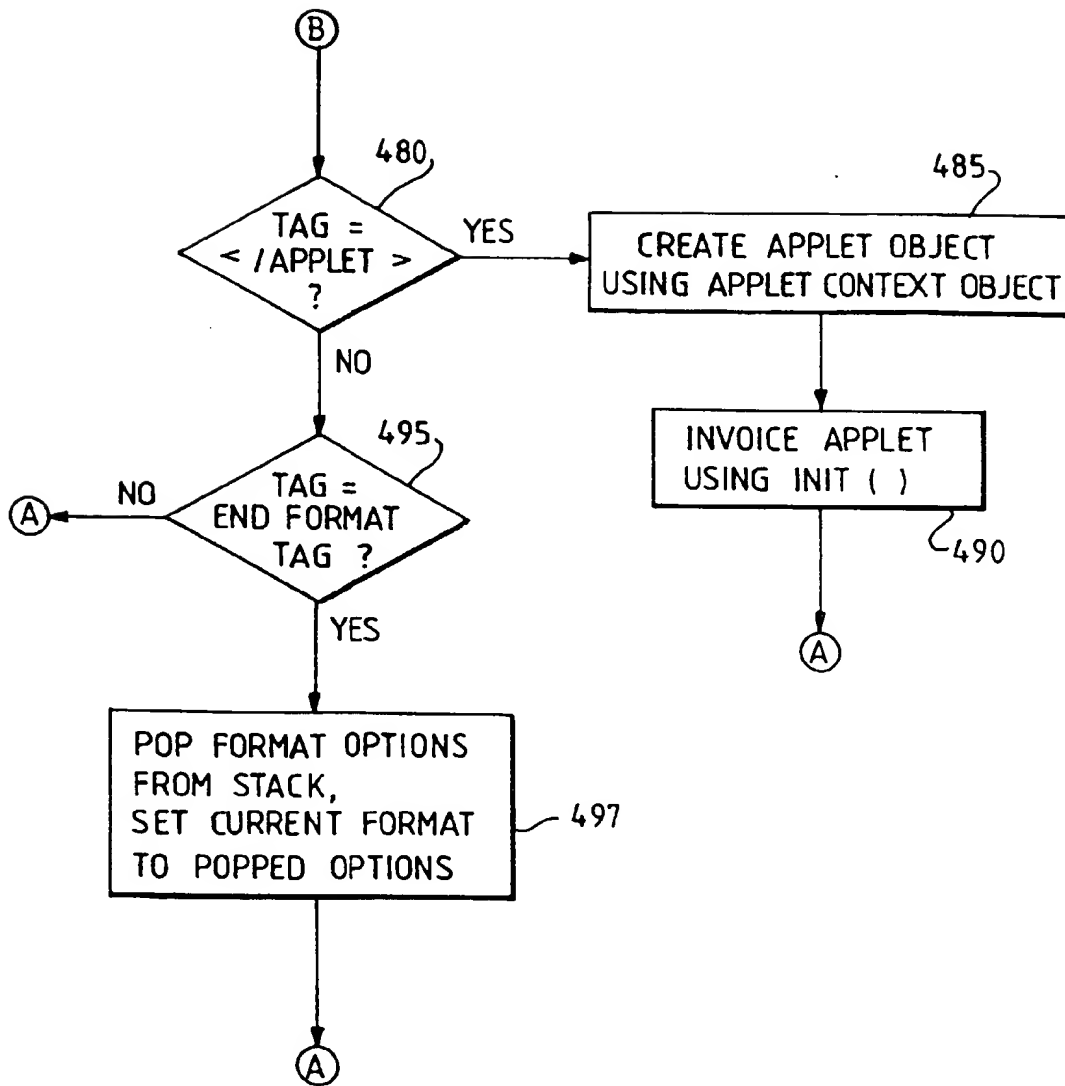 B
480
TAG =
< /APPLET >
?
YES
485
CREATE APPLET OBJECT
USING APPLET CONTEXT OBJECT
NO
INVOICE APPLET
USING INIT ( )
490
A
495
TAG =
END FORMAT
TAG ?
NO
A
YES
POP FORMAT OPTIONS
FROM STACK,
SET CURRENT FORMAT
TO POPPED OPTIONS
497
A